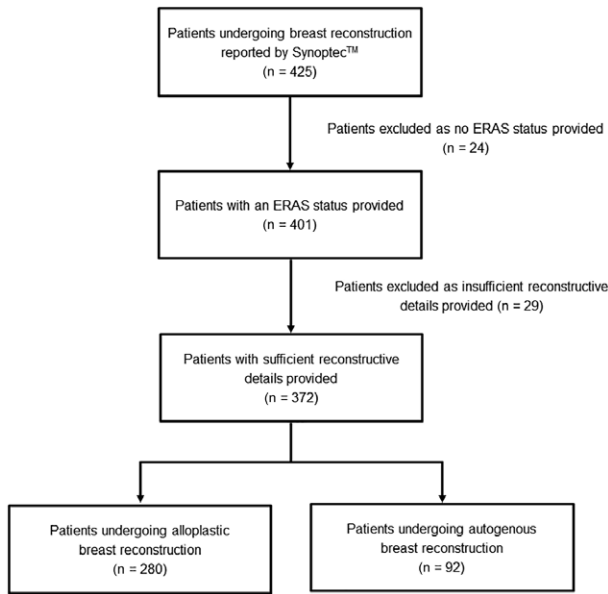 Patients undergoing breast reconstruction
reported by Synoptec™
(n = 425)
Patients excluded as no ERAS status provided
(n = 24)
Patients with an ERAS status provided
(n = 401)
Patients excluded as insufficient reconstructive
details provided (n = 29)
Patients with sufficient reconstructive
details provided
(n = 372)
Patients undergoing alloplastic
breast reconstruction
(n = 280)
Patients undergoing autogenous
breast reconstruction
(n = 92)